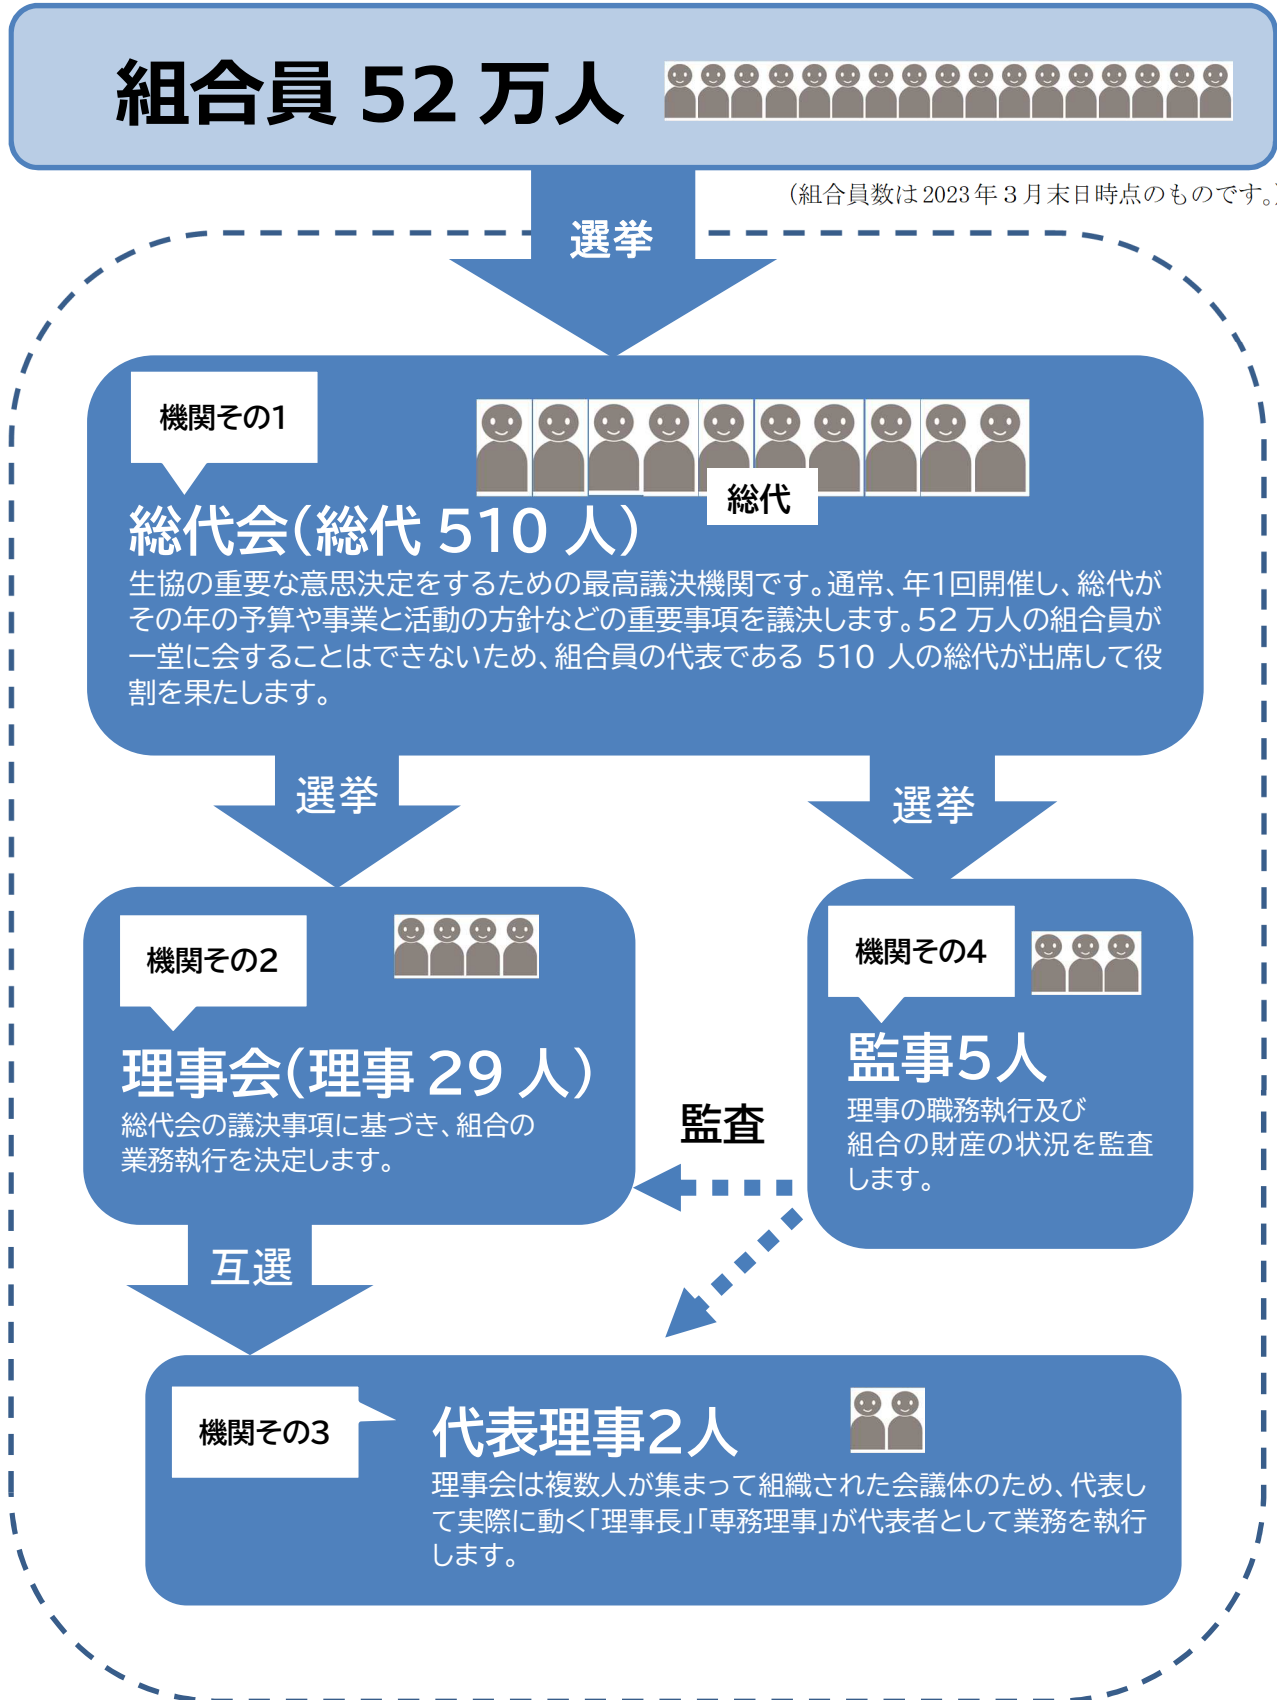 組合員 52 万人
（組合員数は2023年３月末日時点のものです。）
選挙
機関その1
総代
総代会(総代 510 人)
生協の重要な意思決定をするための最高議決機関です。通常、年1回開催し、総代が
その年の予算や事業と活動の方針などの重要事項を議決します。52 万人の組合員が
一堂に会することはできないため、組合員の代表である 510 人の総代が出席して役
割を果たします。
選挙
選挙
機関その2
理事会(理事 29 人)
総代会の議決事項に基づき、組合の
業務執行を決定します。
機関その4
監事5人
理事の職務執行及び
組合の財産の状況を監査
します。
監査
互選
機関その3
代表理事2人
理事会は複数人が集まって組織された会議体のため、代表し
て実際に動く「理事長」「専務理事」が代表者として業務を執行
します。